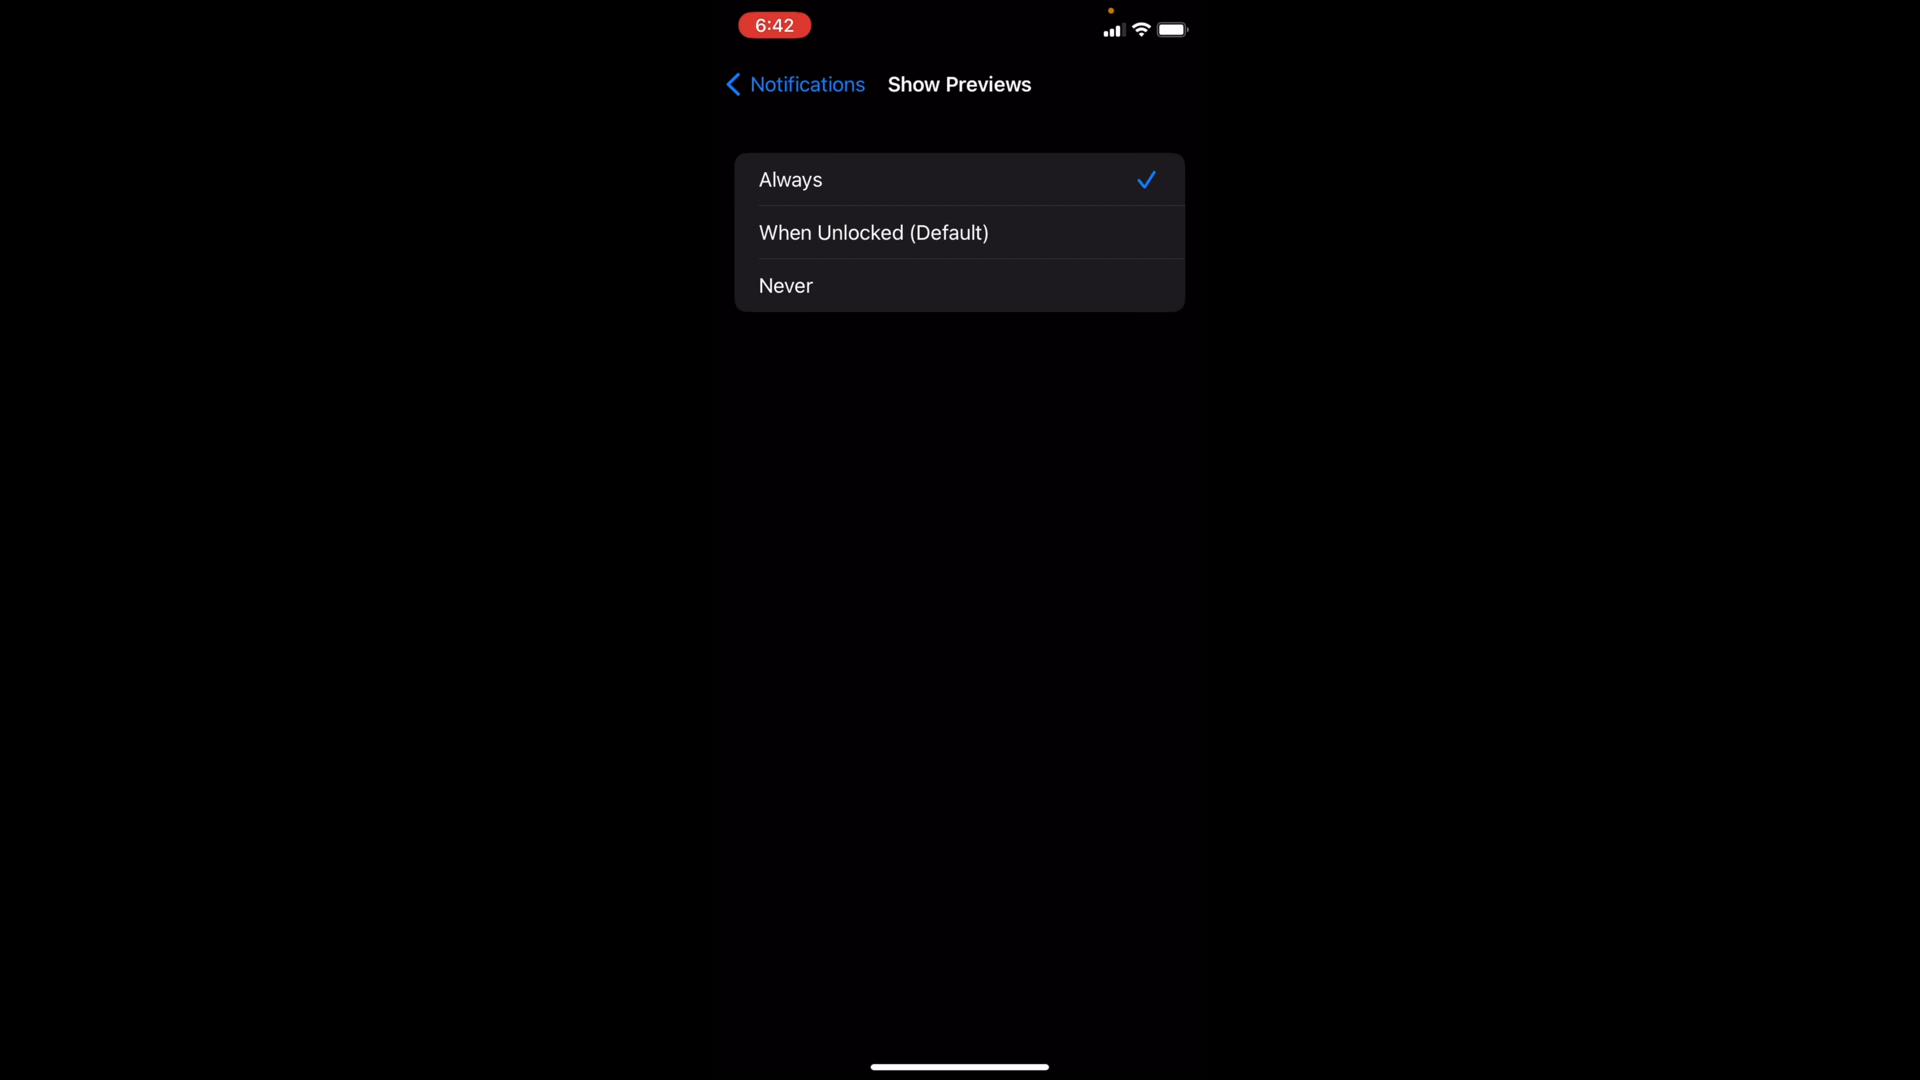 6:42
Notifications Show Previews
Always
When Unlocked (Default)
Never